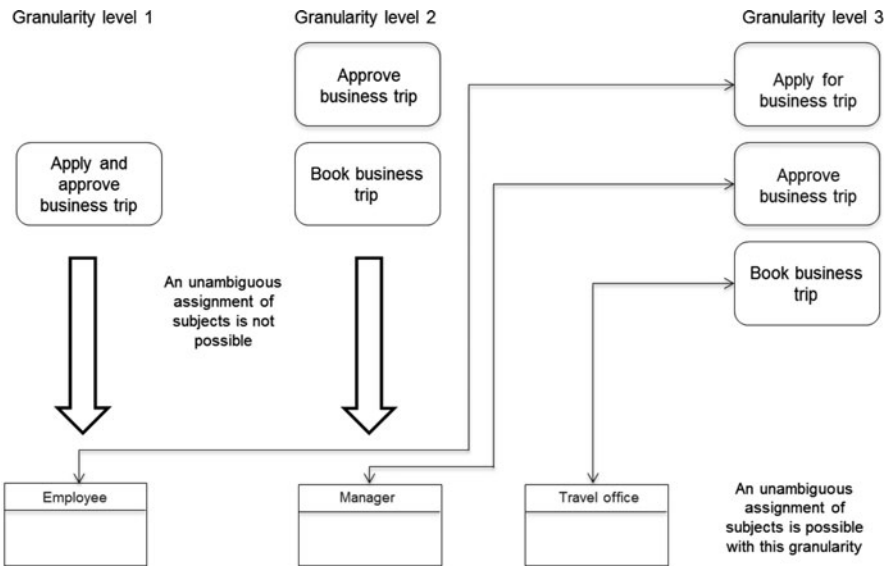 Granularity level 1
Granularity level 2
Granularity level 3
Approve
business trip
Apply for
business trip
Apply and
approve
business trip
Book business
trip
Approve
business trip
Book business
trip
An unambiguous
assignment of
subjects is not
possible
Employee
Manager
Travel office
An unambiguous
assignment of
subjects is possible
with this granularity